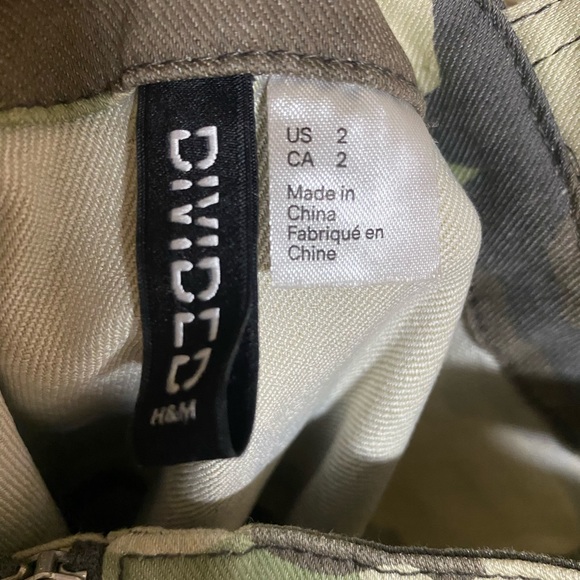 DIVIDED
H&M
US 2
CA 2
Made in
China
Fabriqué en
Chine